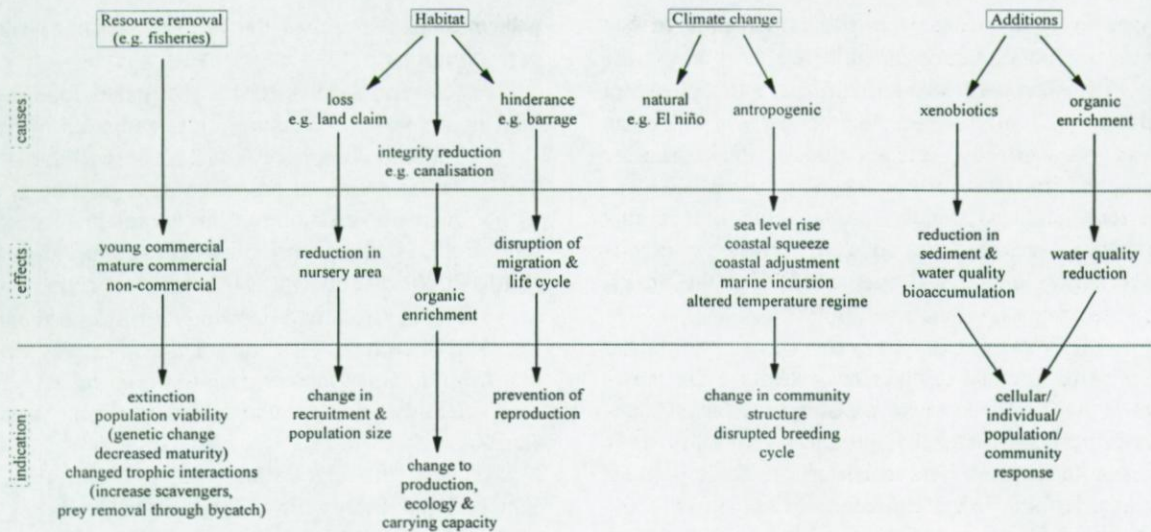 Resource removal
(e.g. fisheries)
Habitat
Climate change
Additions
causes
loss
e.g. land claim
integrity reduction
e.g. canalisation
hinderance
e.g. barrage
natural
e.g. El niño
antropogenic
xenobiotics
organic
enrichment
effects
young commercial
mature commercial
non-commercial
reduction in
nursery area
organic
enrichment
disruption of
migration &
life cycle
sea level rise
coastal squeeze
coastal adjustment
marine incursion
altered temperature regime
reduction in
sediment &
water quality
bioaccumulation
water quality
reduction
indication
extinction
population viability
(genetic change
decreased maturity)
changed trophic interactions
(increase scavengers,
prey removal through bycatch)
change in
recruitment &
population size
change to
production,
ecology &
carrying capacity
prevention of
reproduction
change in community
structure
disrupted breeding
cycle
cellular/
individual/
population/
community
response